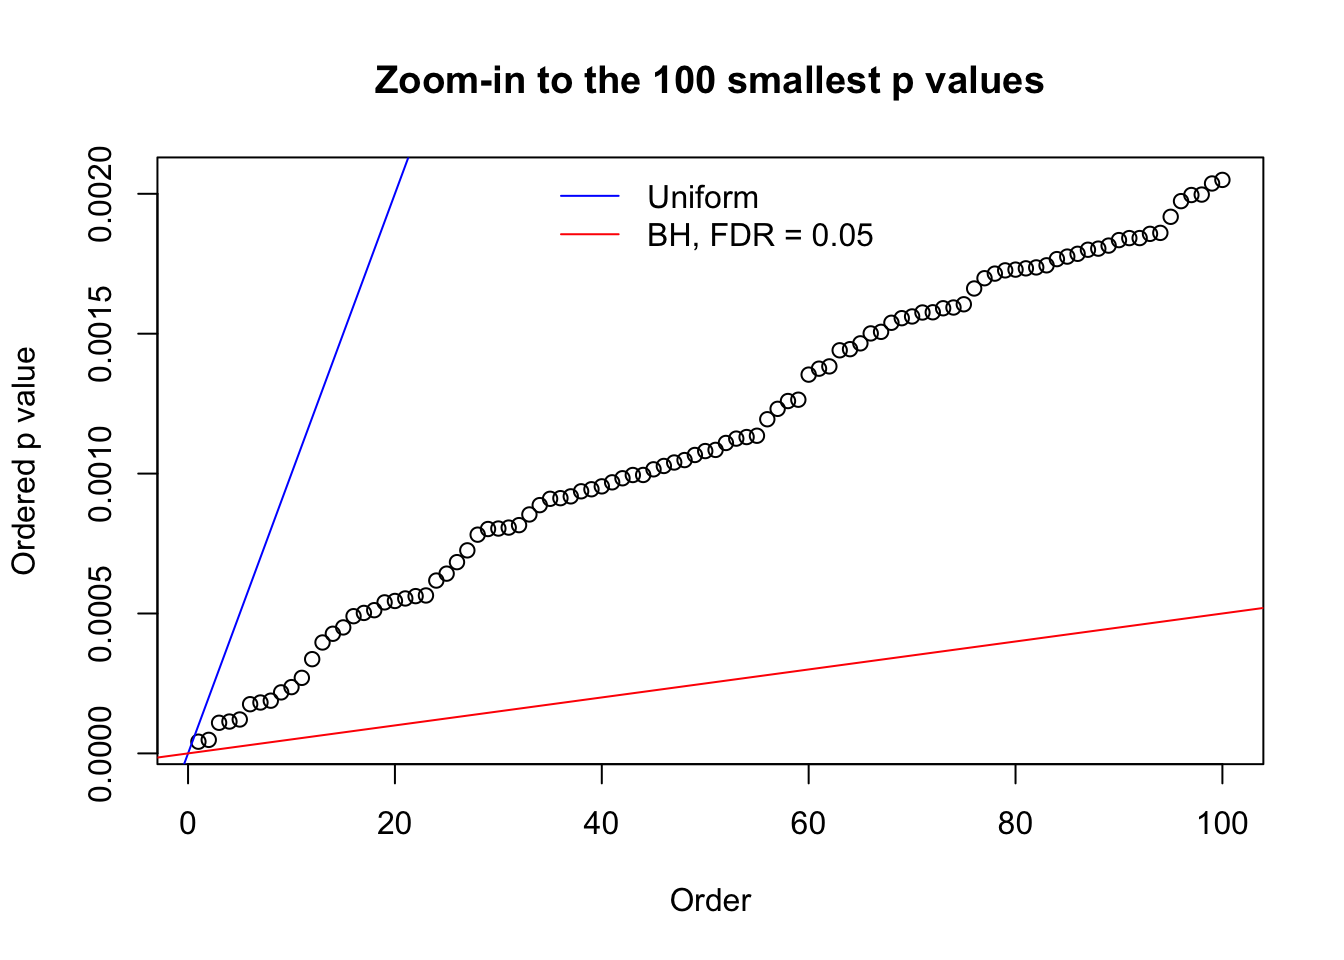 Zoom-in to the 100 smallest p values
Uniform
BH, FDR = 0.05
Ordered p value
0.0020
0.0015
0.0010
0.0005
0.0000
0 20 40 60 80 100
Order